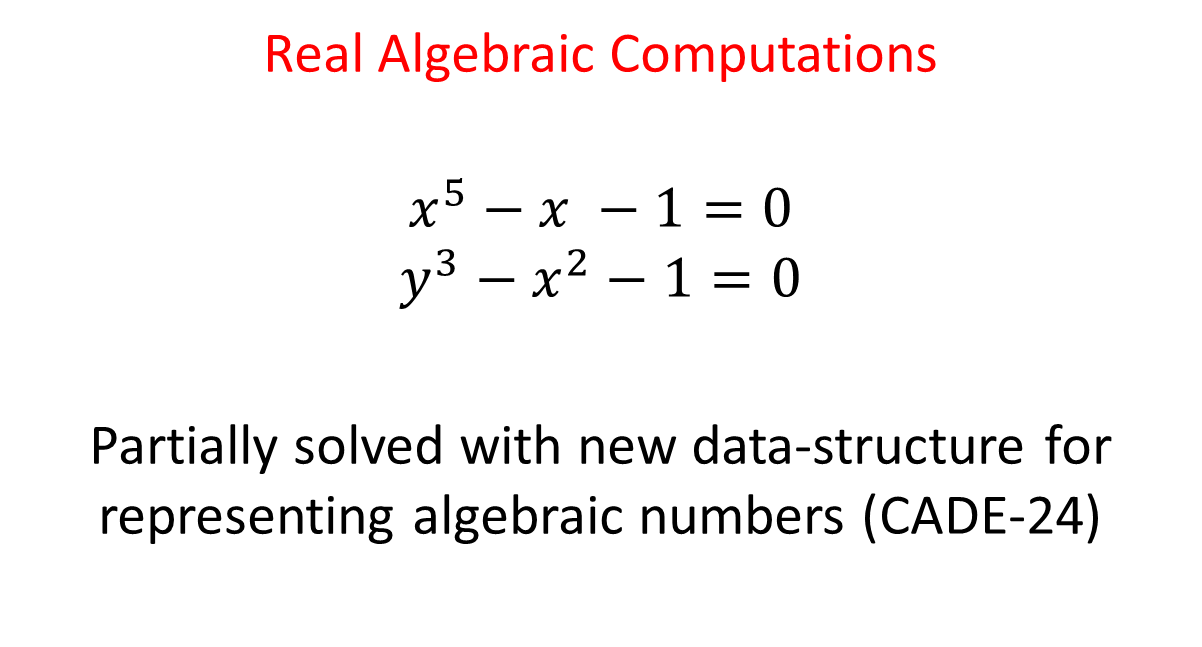 Real Algebraic Computations
𝑥⁵ − 𝑥 − 1 = 0
𝑦³ − 𝑥² − 1 = 0
Partially solved with new data-structure for
representing algebraic numbers (CADE-24)